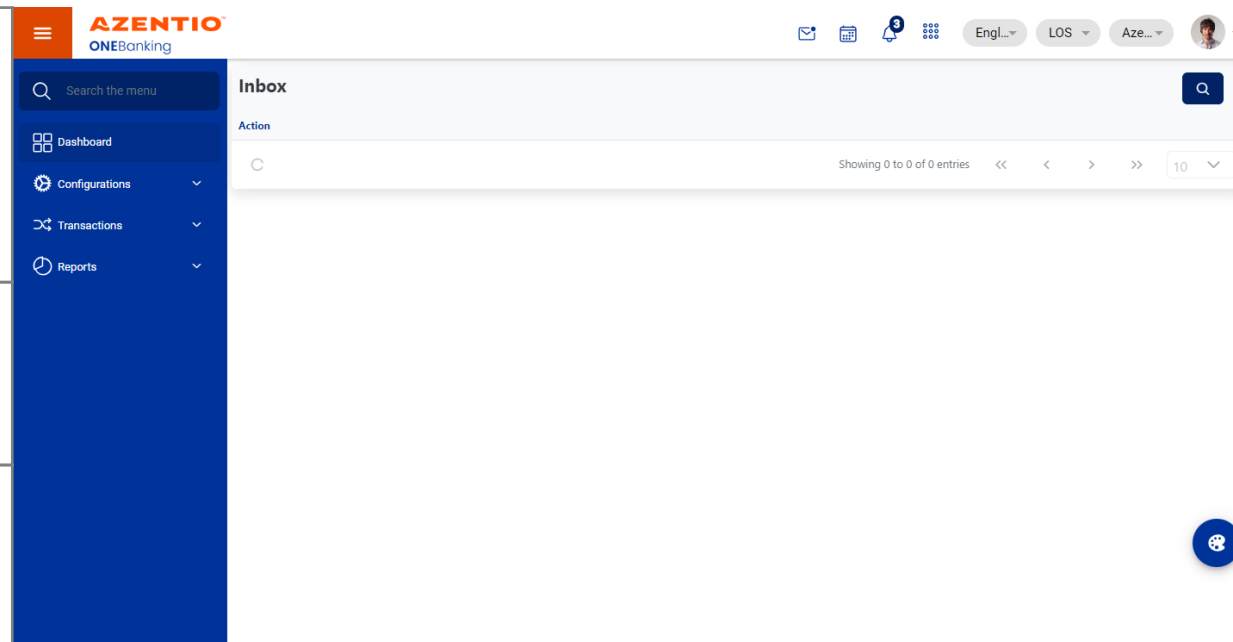 AZENTIO™
ONEBanking
3
Engl...
LOS
Aze...
Search the menu
Dashboard
Configurations
Transactions
Reports
Inbox
Action
Showing 0 to 0 of 0 entries
10